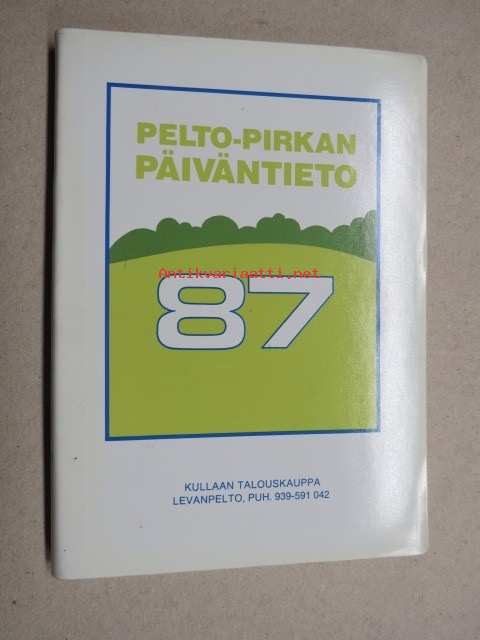 PELTO-PIRKAN
PÄIVÄNTIETO
Antikvariaatti.net
87
KULLAAN TALOUSKAUPPA
LEVANPELTO, PUH. 939-591 042